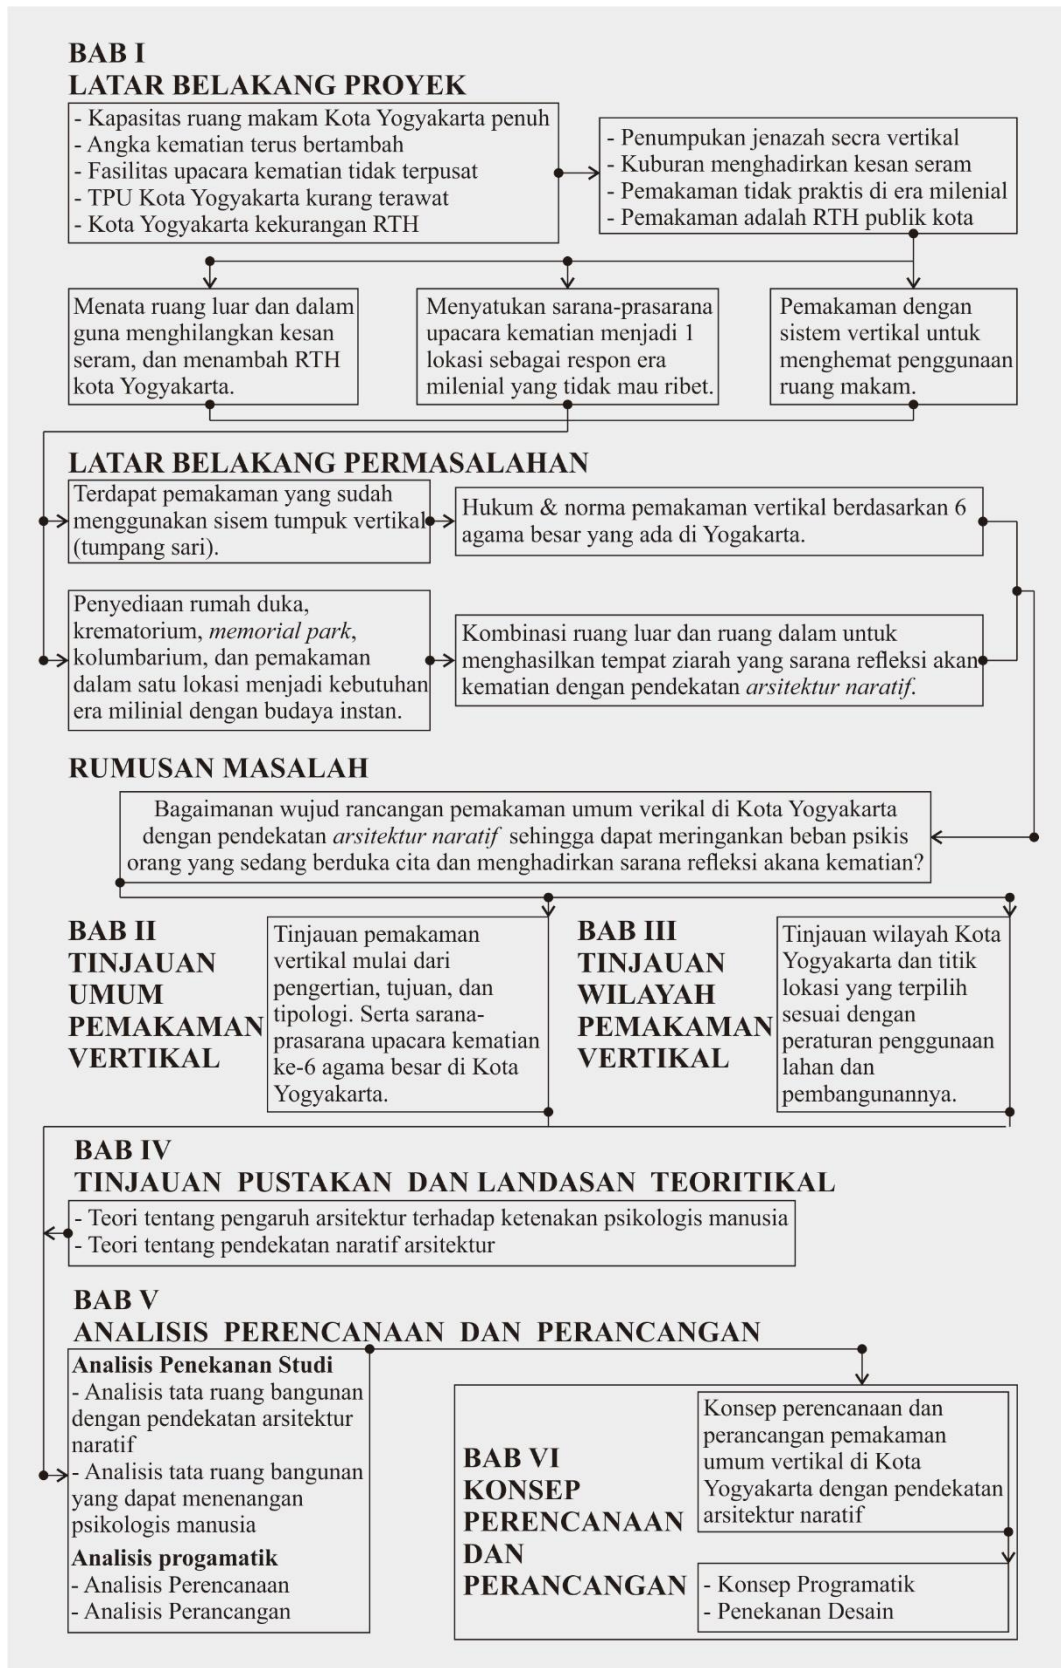 BAB I
LATAR BELAKANG PROYEK
- Kapasitas ruang makam Kota Yogyakarta penuh
- Angka kematian terus bertambah
- Fasilitas upacara kematian tidak terpusat
- TPU Kota Yogyakarta kurang terawat
- Kota Yogyakarta kekurangan RTH
- Penumpukan jenazah secra vertikal
- Kuburan menghadirkan kesan seram
- Pemakaman tidak praktis di era milenial
- Pemakaman adalah RTH publik kota
Menata ruang luar dan dalam
guna menghilangkan kesan
seram, dan menambah RTH
kota Yogyakarta.
Menyatukan sarana-prasarana
upacara kematian menjadi 1
lokasi sebagai respon era
milenial yang tidak mau ribet.
Pemakaman dengan
sistem vertikal untuk
menghemat penggunaan
ruang makam.
LATAR BELAKANG PERMASALAHAN
Terdapat pemakaman yang sudah
menggunakan sisem tumpuk vertikal
(tumpang sari).
Hukum & norma pemakaman vertikal berdasarkan 6
agama besar yang ada di Yogakarta.
Penyediaan rumah duka,
krematorium, memorial park,
kolumbarium, dan pemakaman
dalam satu lokasi menjadi kebutuhan
era milinial dengan budaya instan.
Kombinasi ruang luar dan ruang dalam untuk
menghasilkan tempat ziarah yang sarana refleksi akan
kematian dengan pendekatan arsitektur naratif.
RUMUSAN MASALAH
Bagaimanan wujud rancangan pemakaman umum verikal di Kota Yogyakarta
dengan pendekatan arsitektur naratif sehingga dapat meringankan beban psikis
orang yang sedang berduka cita dan menghadirkan sarana refleksi akana kematian?
BAB II
TINJAUAN
UMUM
PEMAKAMAN
VERTIKAL
Tinjauan pemakaman
vertikal mulai dari
pengertian, tujuan, dan
tipologi. Serta sarana-
prasarana upacara kematian
ke-6 agama besar di Kota
Yogyakarta.
BAB III
TINJAUAN
WILAYAH
PEMAKAMAN
VERTIKAL
Tinjauan wilayah Kota
Yogyakarta dan titik
lokasi yang terpilih
sesuai dengan
peraturan penggunaan
lahan dan
pembangunannya.
BAB IV
TINJAUAN PUSTAKAN DAN LANDASAN TEORITIKAL
- Teori tentang pengaruh arsitektur terhadap ketenakan psikologis manusia
- Teori tentang pendekatan naratif arsitektur
BAB V
ANALISIS PERENCANAAN DAN PERANCANGAN
Analisis Penekanan Studi
- Analisis tata ruang bangunan
dengan pendekatan arsitektur
naratif
- Analisis tata ruang bangunan
yang dapat menenangan
psikologis manusia
Analisis progamatik
- Analisis Perencanaan
- Analisis Perancangan
BAB VI
KONSEP
PERENCANAAN
DAN
PERANCANGAN
Konsep perencanaan dan
perancangan pemakaman
umum vertikal di Kota
Yogyakarta dengan pendekatan
arsitektur naratif
- Konsep Programatik
- Penekanan Desain